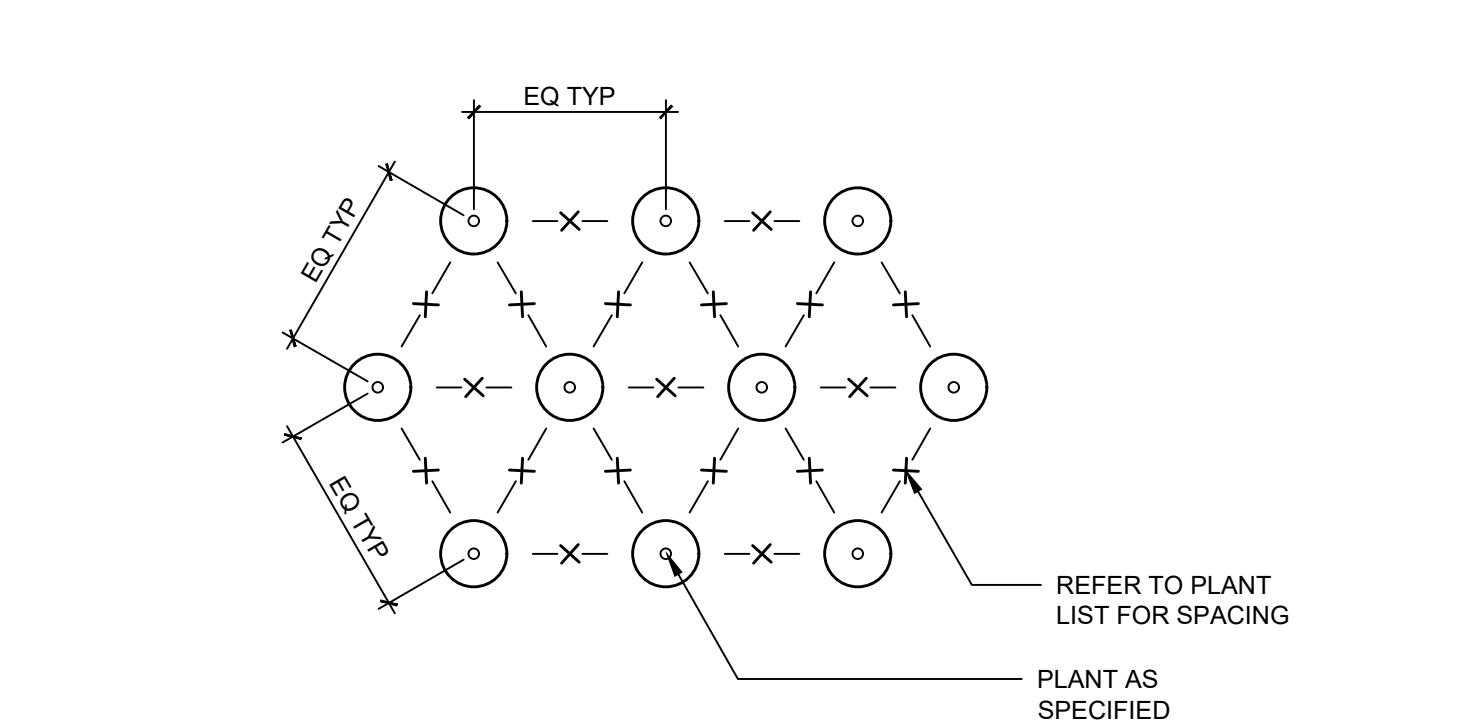 EQ TYP
EQ TYP
EQ TYP
REFER TO PLANT
LIST FOR SPACING
PLANT AS
SPECIFIED